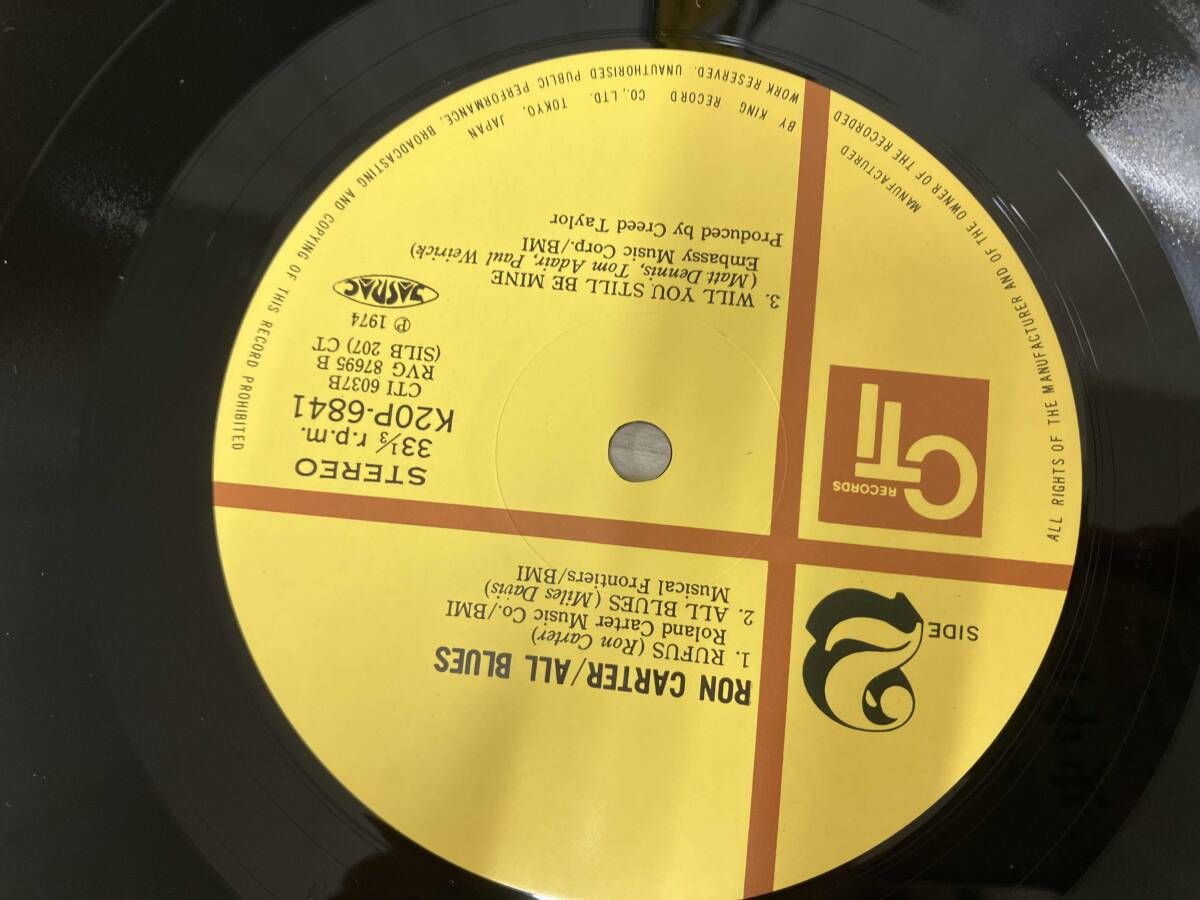 SIDE 2
RON CARTER/ALL BLUES
1. RUFUS (Ron Carter)
Roland Carter Music Co./BMI
2. ALL BLUES (Miles Davis)
Musical Frontiers/BMI
CTI
RECORDS
STEREO
33⅓ r.p.m.
K20P-6841
CTI 6037B
RVG 87695 B
(SILB 207) CT
℗ 1974
JASRAC
3. WILL YOU STILL BE MINE
(Matt Dennis, Tom Adair, Paul Weirick)
Embassy Music Corp./BMI
Produced by Creed Taylor
ALL RIGHTS OF THE MANUFACTURER AND OF THE OWNER OF THE RECORDED WORK RESERVED. UNAUTHORISED PUBLIC PERFORMANCE, BROADCASTING AND COPYING OF THIS RECORD PROHIBITED
MANUFACTURED BY KING RECORD CO., LTD. TOKYO, JAPAN